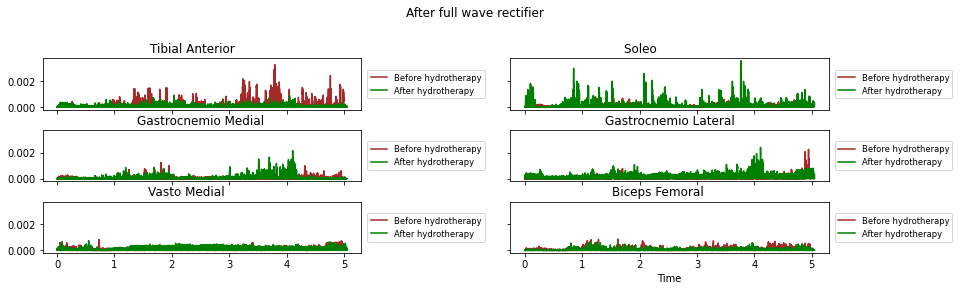 After full wave rectifier
Tibial Anterior
Soleo
0.002
0.000
Before hydrotherapy
After hydrotherapy
Before hydrotherapy
After hydrotherapy
Gastrocnemio Medial
Gastrocnemio Lateral
0.002
0.000
Before hydrotherapy
After hydrotherapy
Before hydrotherapy
After hydrotherapy
Vasto Medial
Biceps Femoral
0.002
0.000
Before hydrotherapy
After hydrotherapy
Before hydrotherapy
After hydrotherapy
0 1 2 3 4 5
0 1 2 3 4 5
Time